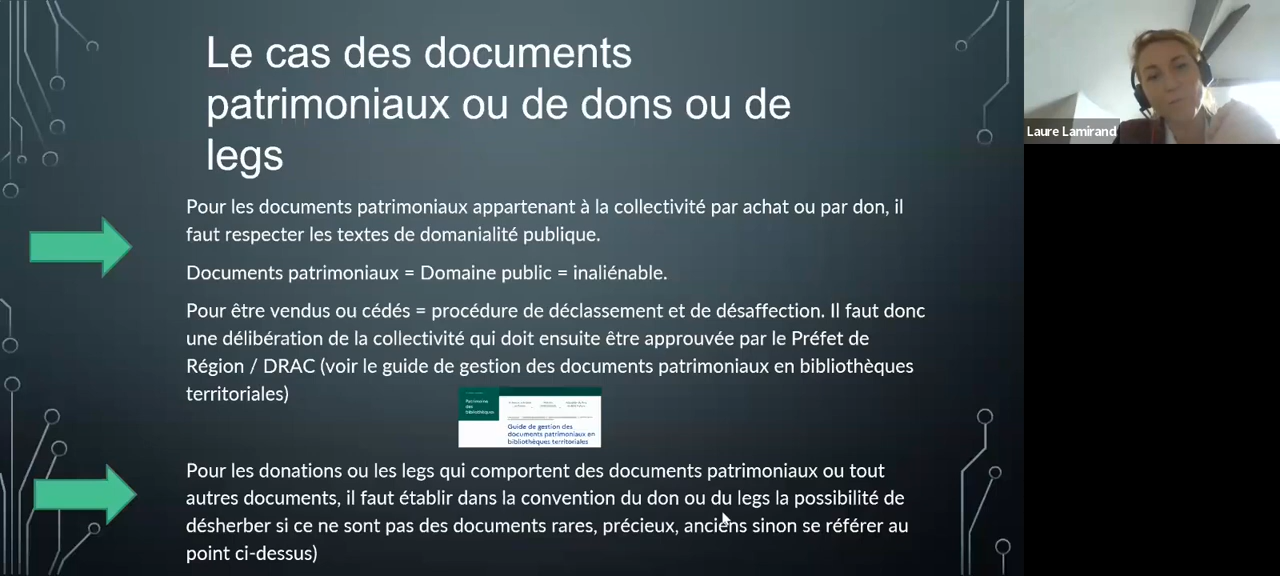 Le cas des documents
patrimoniaux ou de dons ou de
legs
Laure Lamirand
Pour les documents patrimoniaux appartenant à la collectivité par achat ou par don, il
faut respecter les textes de domanialité publique.
Documents patrimoniaux = Domaine public = inaliénable.
Pour être vendus ou cédés = procédure de déclassement et de désaffection. Il faut donc
une délibération de la collectivité qui doit ensuite être approuvée par le Préfet de
Région / DRAC (voir le guide de gestion des documents patrimoniaux en bibliothèques
territoriales)
Patrimoine
des
bibliothèques
Guide de gestion des
documents patrimoniaux en
bibliothèques territoriales
Pour les donations ou les legs qui comportent des documents patrimoniaux ou tout
autres documents, il faut établir dans la convention du don ou du legs la possibilité de
désherber si ce ne sont pas des documents rares, précieux, anciens sinon se référer au
point ci-dessus)